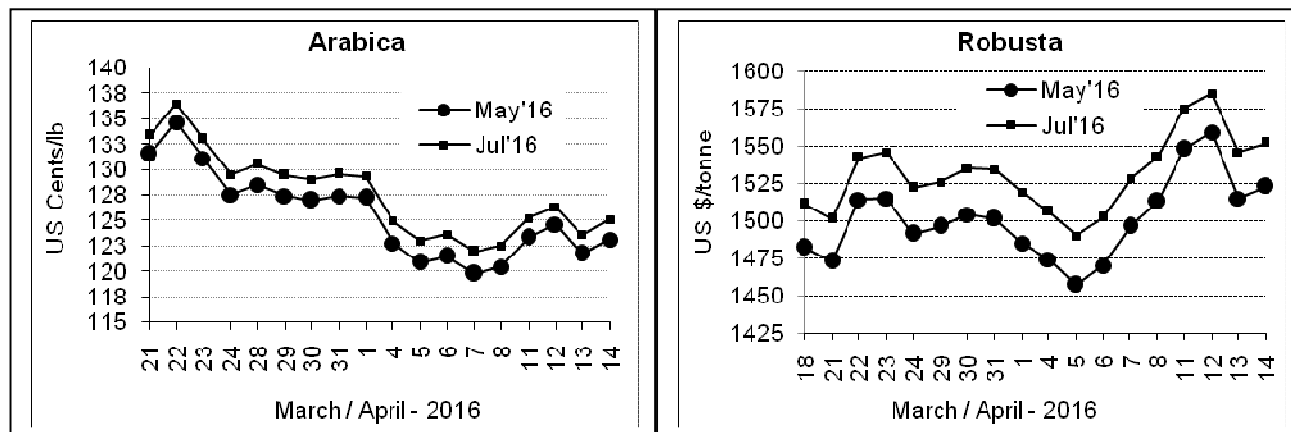 Arabica
US Cents/lb
140
138
135
133
130
128
125
123
120
118
115
May'16
Jul'16
21 22 23 24 28 29 30 31 1 4 5 6 7 8 11 12 13 14
March / April - 2016
Robusta
US $/tonne
1600
1575
1550
1525
1500
1475
1450
1425
May'16
Jul'16
18 21 22 23 24 29 30 31 1 4 5 6 7 8 11 12 13 14
March / April - 2016